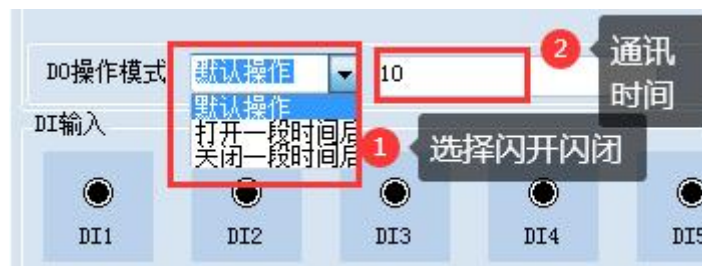 DO操作模式 默认操作 10 2 通讯时间
默认操作
打开一段时间后
关闭一段时间后
1 选择闪开闪闭
DI输入
DI1 DI2 DI3 DI4 DI5